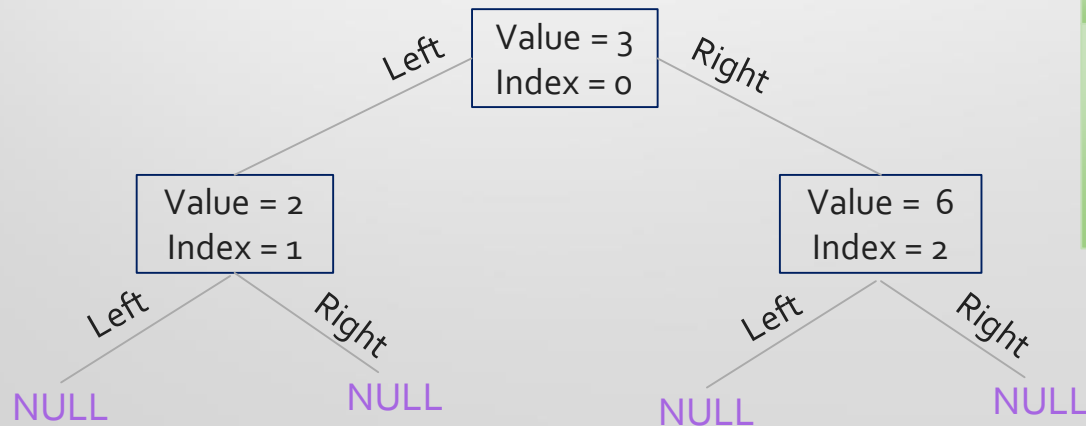 Value = 3
Index = 0
Left
Right
Value = 2
Index = 1
Value = 6
Index = 2
Left
Right
Left
Right
NULL
NULL
NULL
NULL